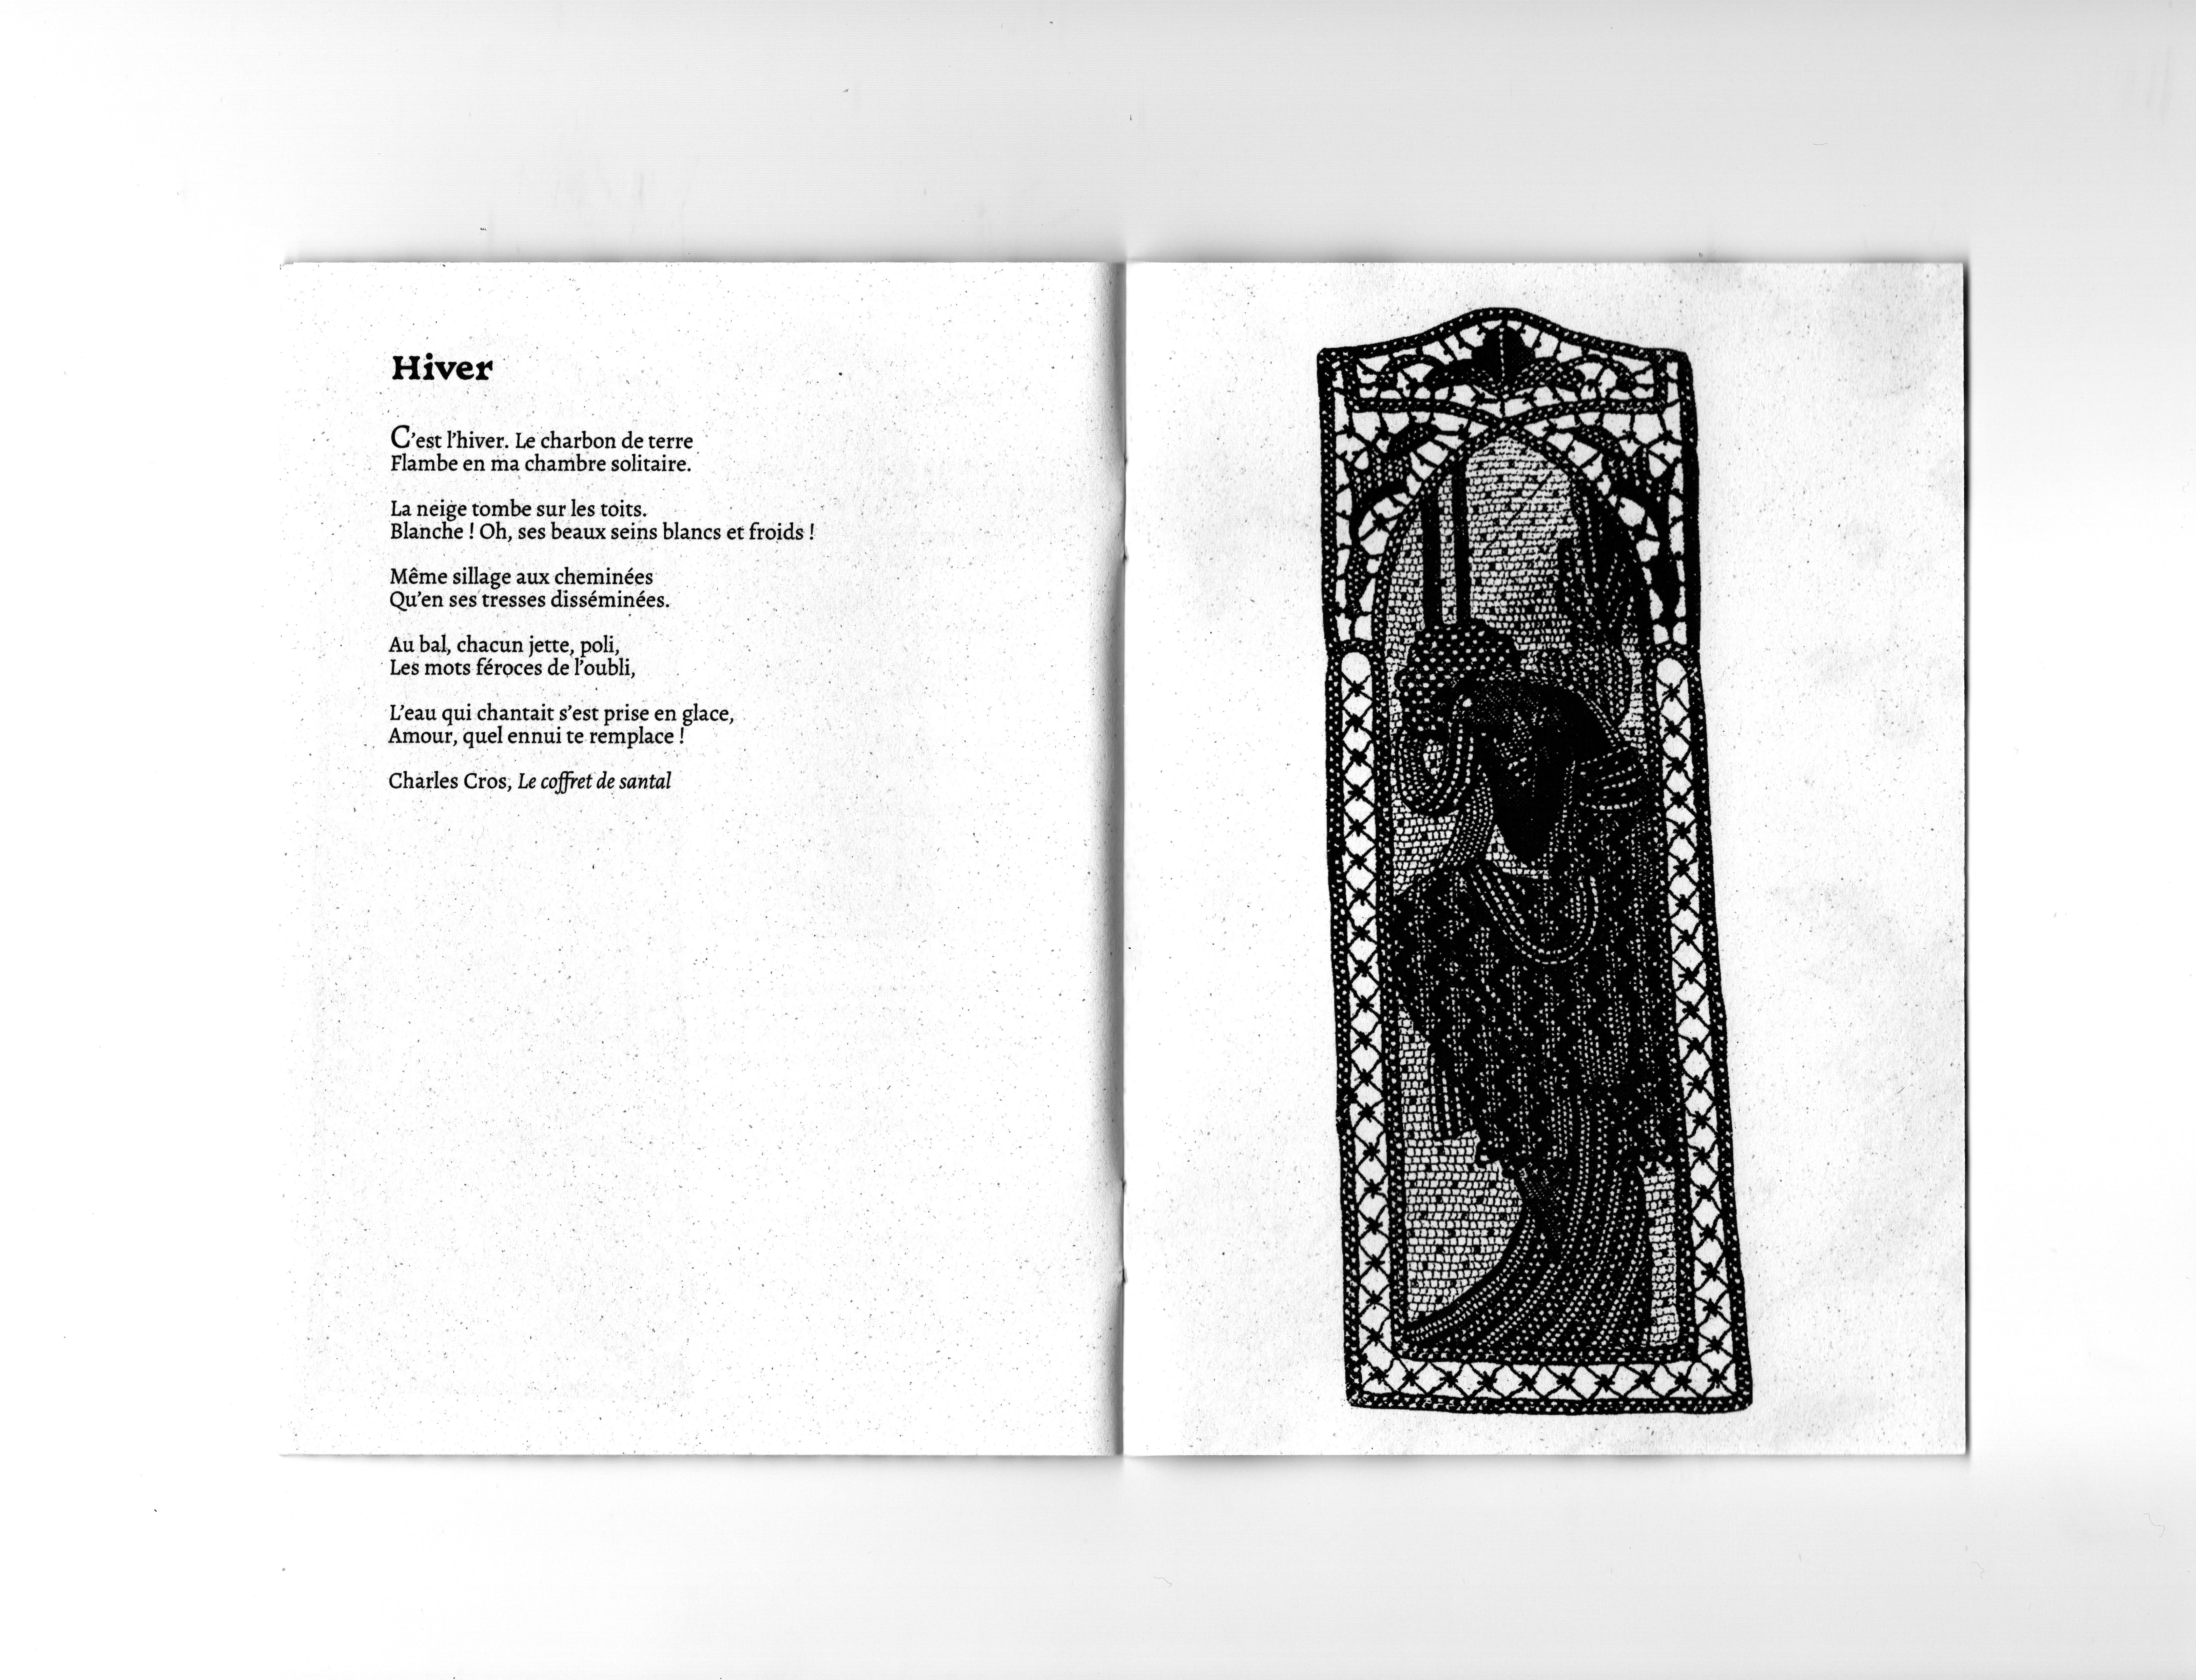 Hiver
C’est l’hiver. Le charbon de terre
Flambe en ma chambre solitaire.
La neige tombe sur les toits.
Blanche ! Oh, ses beaux seins blancs et froids !
Même sillage aux cheminées
Qu’en ses tresses disséminées.
Au bal, chacun jette, poli,
Les mots féroces de l’oubli,
L’eau qui chantait s’est prise en glace,
Amour, quel ennui te remplace !
Charles Cros, Le coffret de santal